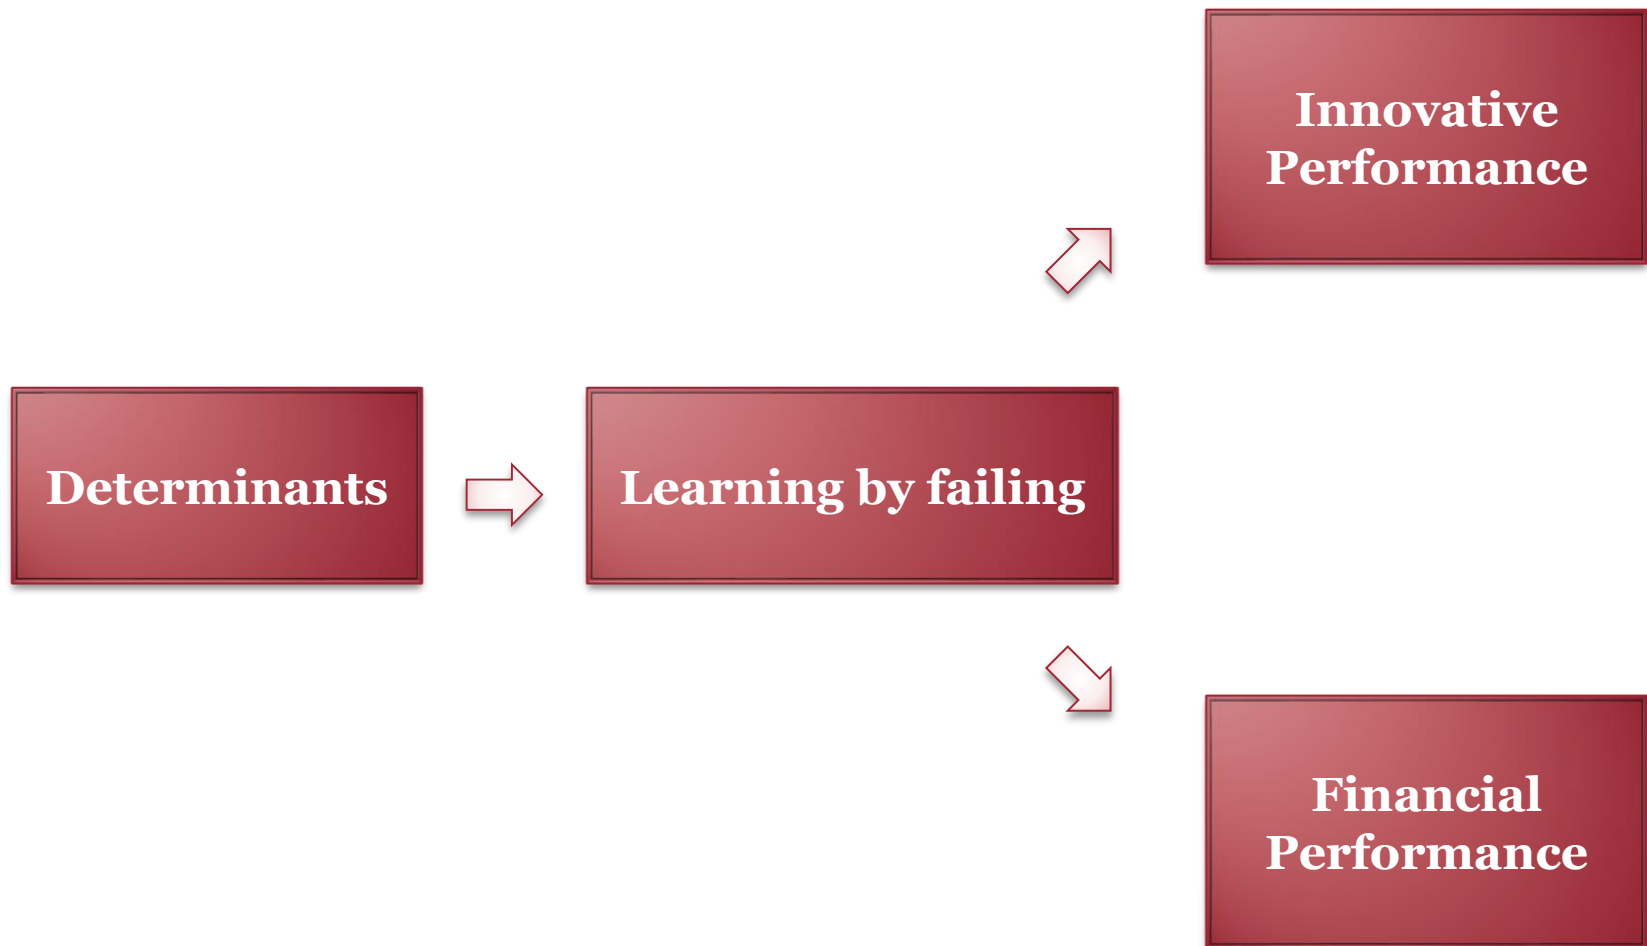 Innovative
Performance
Determinants
Learning by failing
Financial
Performance